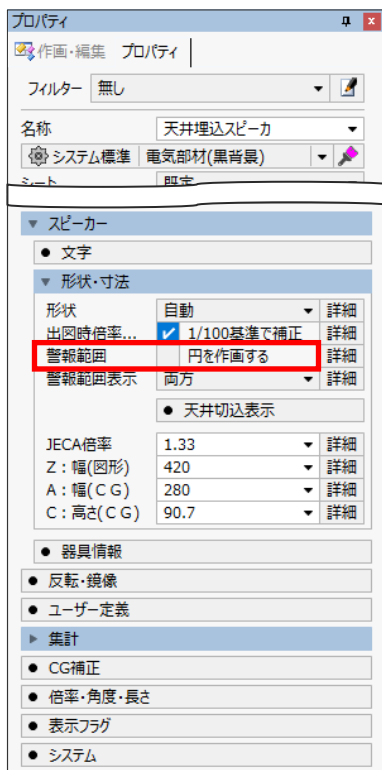 プロパティ
作画・編集 プロパティ
フィルター 無し
名称 天井埋込スピーカ
システム標準 電気部材(黒背景)
シート 既定
スピーカー
文字
形状・寸法
形状 自動 詳細
出図時倍率... 1/100基準で補正 詳細
警報範囲 円を作画する 詳細
警報範囲表示 両方 詳細
天井切込表示
JECA倍率 1.33 詳細
Z：幅(図形) 420 詳細
A：幅(ＣＧ) 280 詳細
C：高さ(ＣＧ) 90.7 詳細
器具情報
反転・鏡像
ユーザー定義
集計
CG補正
倍率・角度・長さ
表示フラグ
システム